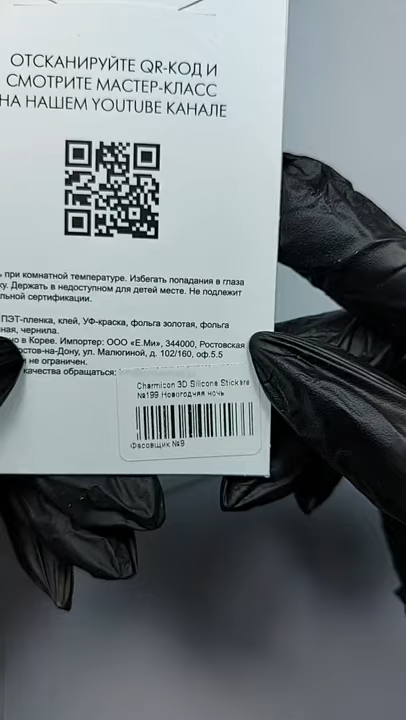 ОТСКАНИРУЙТЕ QR-КОД И
СМОТРИТЕ МАСТЕР-КЛАСС
НА НАШЕМ YOUTUBE КАНАЛЕ
при комнатной температуре. Избегать попадания в глаза
Держать в недоступном для детей месте. Не подлежит
сертификации.
ПЭТ-пленка, клей, УФ-краска, фольга золотая, фольга
чернила.
в Корее. Импортер: ООО «Е.Ми», 344000, Ростовская
ул. Малюгиной, д. 102/160, оф.5.5
не ограничен.
качества обращаться:
Charmicon 3D Silicone Stickers
№199 Новогодняя ночь
Фасовщик №9